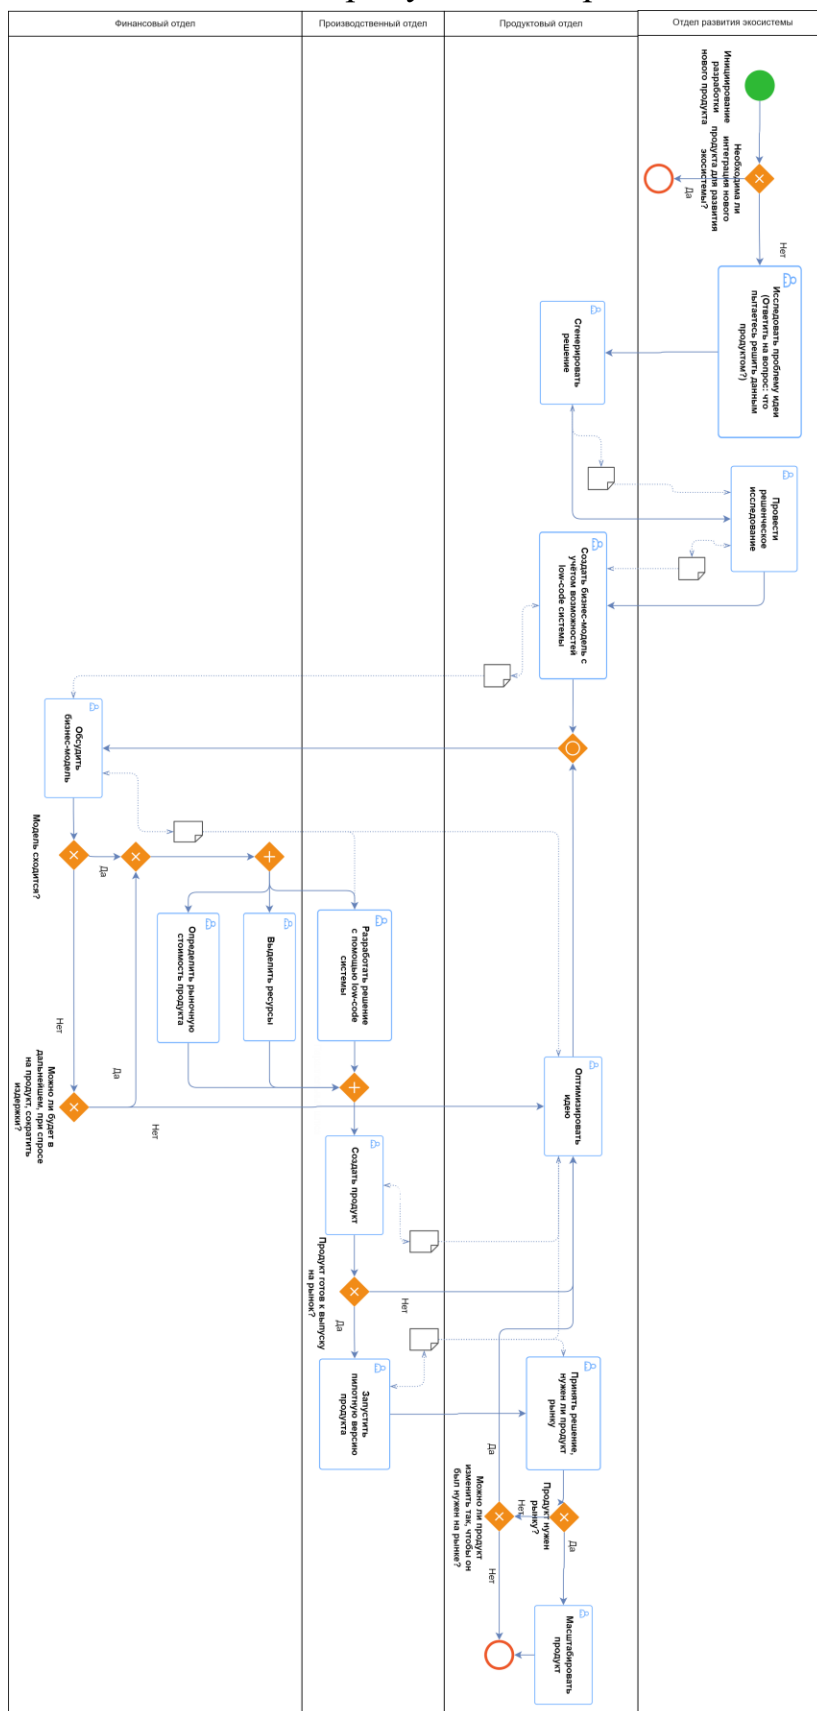 Финансовый отдел
Производственный отдел
Продуктовый отдел
Отдел развития экосистемы
Инициирование
разработки
нового продукта
Необходима ли
интеграция нового
продукта для развития
экосистемы?
Да
Нет
Исследовать проблему идеи
(Ответить на вопрос: что
пытаетесь решить данным
продуктом?)
Сгенерировать
решение
Провести
решенческое
исследование
Создать бизнес-модель с
учётом возможностей
low-code системы
Обсудить
бизнес-модель
Модель сходится?
Да
Нет
Определить рыночную
стоимость продукта
Выделить ресурсы
Разработать решение
с помощью low-code
системы
Можно ли будет в
дальнейшем, при спросе
на продукт, сократить
издержки?
Да
Нет
Оптимизировать
идею
Создать продукт
Продукт готов к выпуску
на рынок?
Нет
Да
Запустить
пилотную версию
продукта
Принять решение,
нужен ли продукт
рынку
Продукт нужен
рынку?
Нет
Да
Можно ли продукт
изменить так, чтобы он
был нужен на рынке?
Да
Нет
Масштабировать
продукт